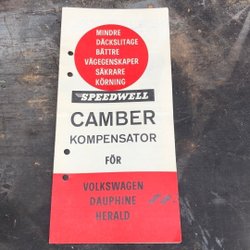 MINDRE
DÄCKSLITAGE
BÄTTRE
VÄGEGENSKAPER
SÄKRARE
KÖRNING
SPEEDWELL
CAMBER
KOMPENSATOR
FÖR
VOLKSWAGEN
DAUPHINE
HERALD